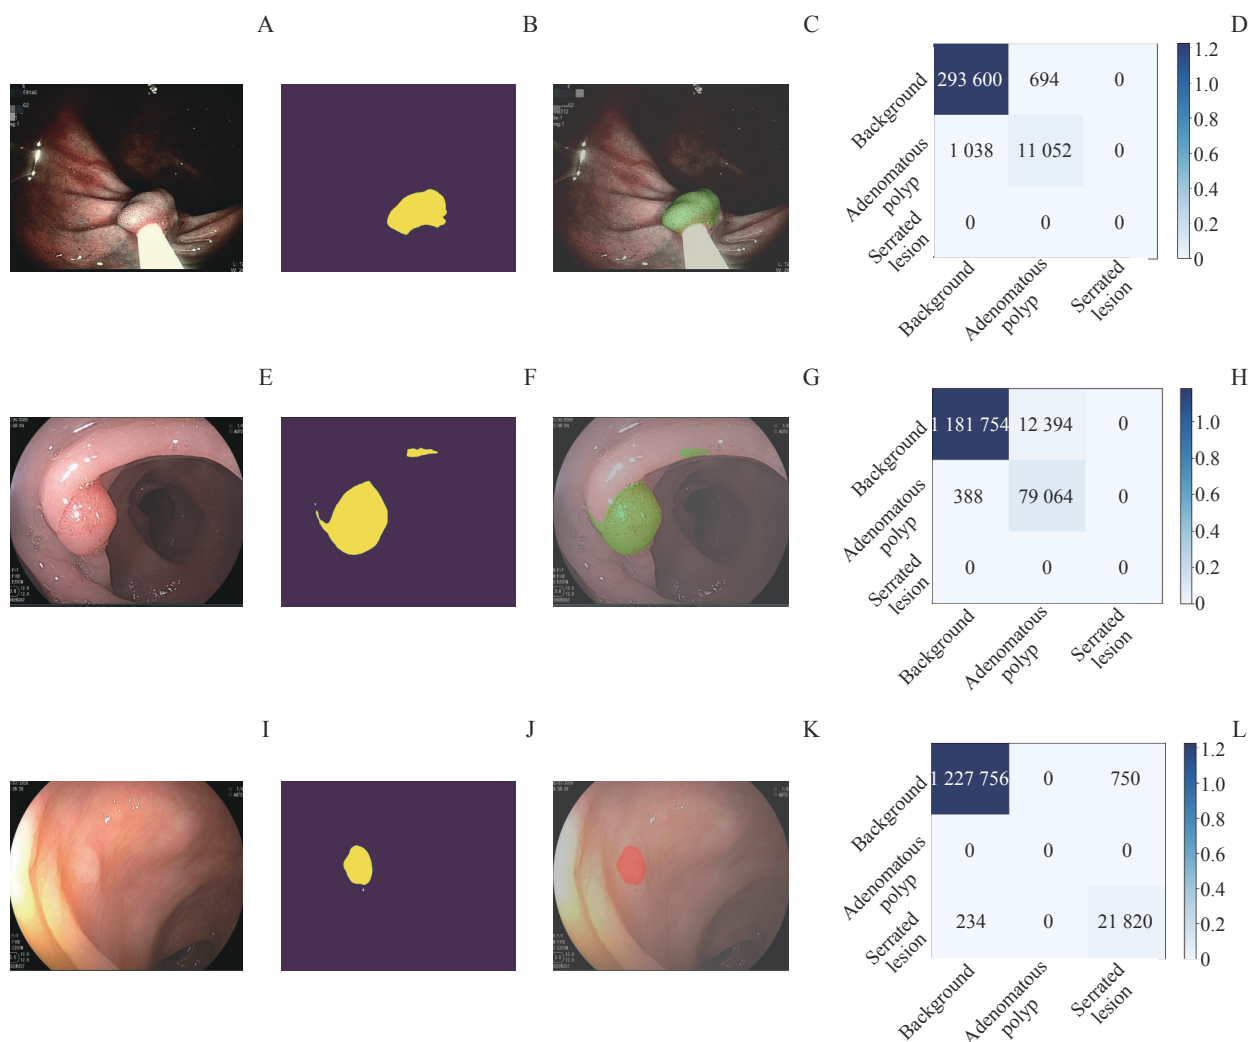 A
B
C
D
293 600
694
0
1 038
11 052
0
0
0
0
Background
Adenomatous
polyp
Serrated
lesion
Background
Adenomatous
polyp
Serrated
lesion
1.2
1.0
0.8
0.6
0.4
0.2
0
E
F
G
H
1 181 754
12 394
0
388
79 064
0
0
0
0
Background
Adenomatous
polyp
Serrated
lesion
Background
Adenomatous
polyp
Serrated
lesion
1.0
0.8
0.6
0.4
0.2
0
I
J
K
L
1 227 756
0
750
0
0
0
234
0
21 820
Background
Adenomatous
polyp
Serrated
lesion
Background
Adenomatous
polyp
Serrated
lesion
1.2
1.0
0.8
0.6
0.4
0.2
0